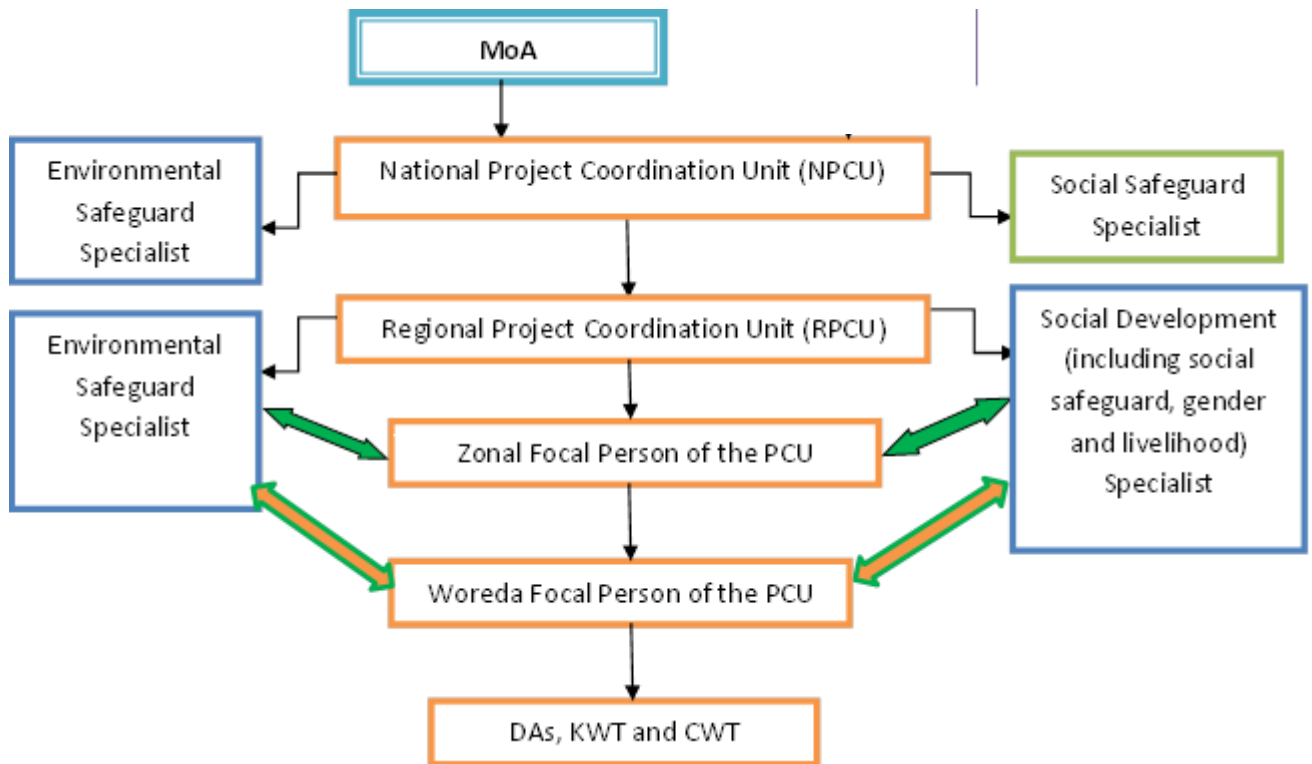 MoA
Environmental
Safeguard
Specialist
National Project Coordination Unit (NPCU)
Social Safeguard
Specialist
Environmental
Safeguard
Specialist
Regional Project Coordination Unit (RPCU)
Social Development
(including social
safeguard, gender
and livelihood)
Specialist
Zonal Focal Person of the PCU
Woreda Focal Person of the PCU
DAs, KWT and CWT